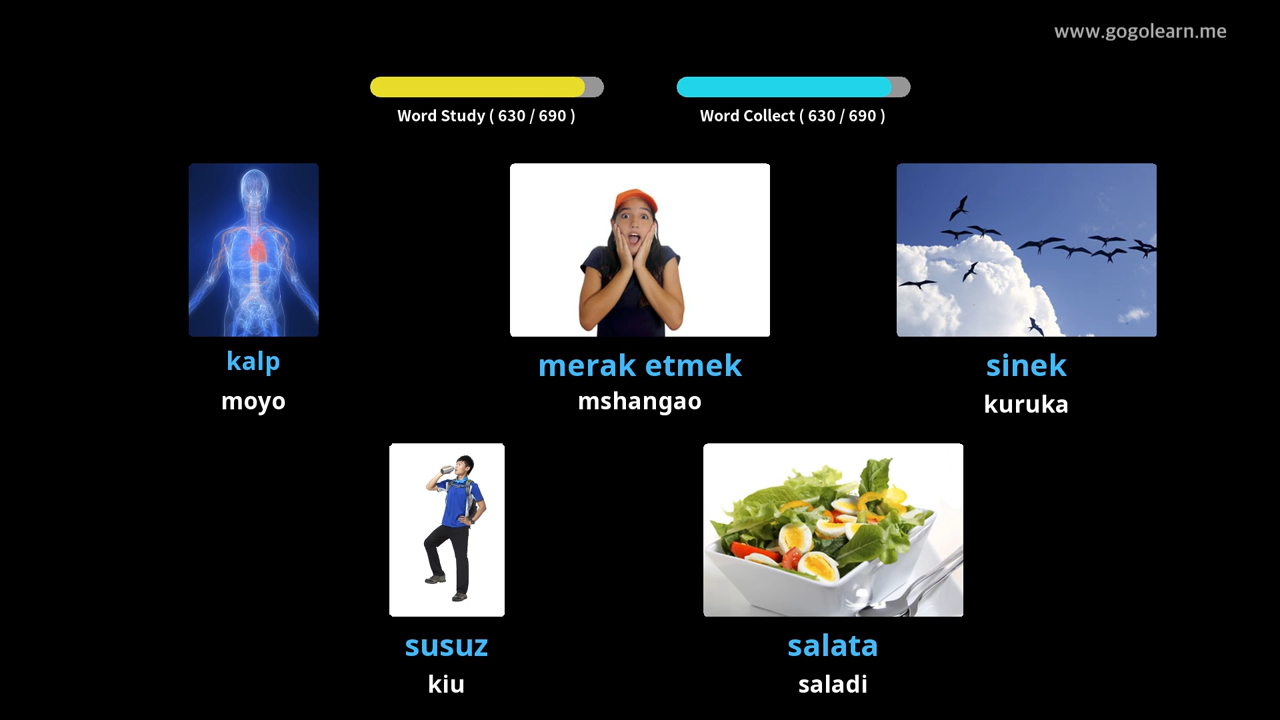 www.gogolearn.me
Word Study ( 630 / 690 )
Word Collect ( 630 / 690 )
kalp
moyo
merak etmek
mshangao
sinek
kuruka
susuz
kiu
salata
saladi